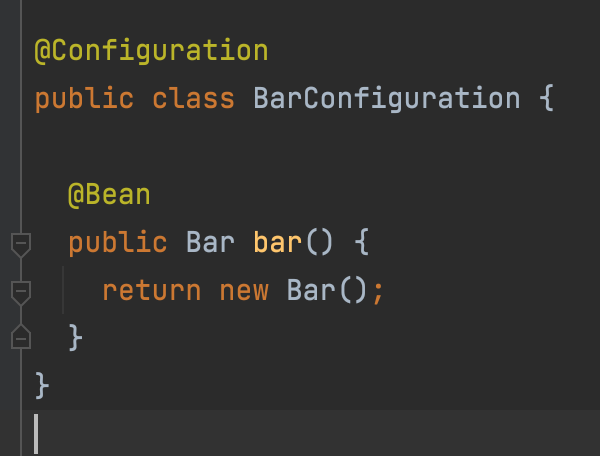 @Configuration
public class BarConfiguration {
@Bean
public Bar bar() {
return new Bar();
}
}